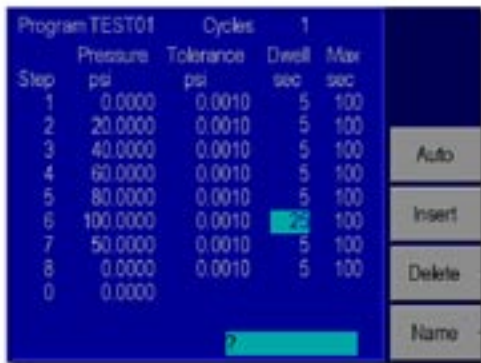 Program TEST01 Cycles 1
Pressure Tolerance Dwell Max
Step psi psi sec sec
1 0.0000 0.0010 5 100
2 20.0000 0.0010 5 100
3 40.0000 0.0010 5 100
4 60.0000 0.0010 5 100
5 80.0000 0.0010 5 100
6 100.0000 0.0010 25 100
7 50.0000 0.0010 5 100
8 0.0000 0.0010 5 100
0 0.0000
?
Auto
Insert
Delete
Name